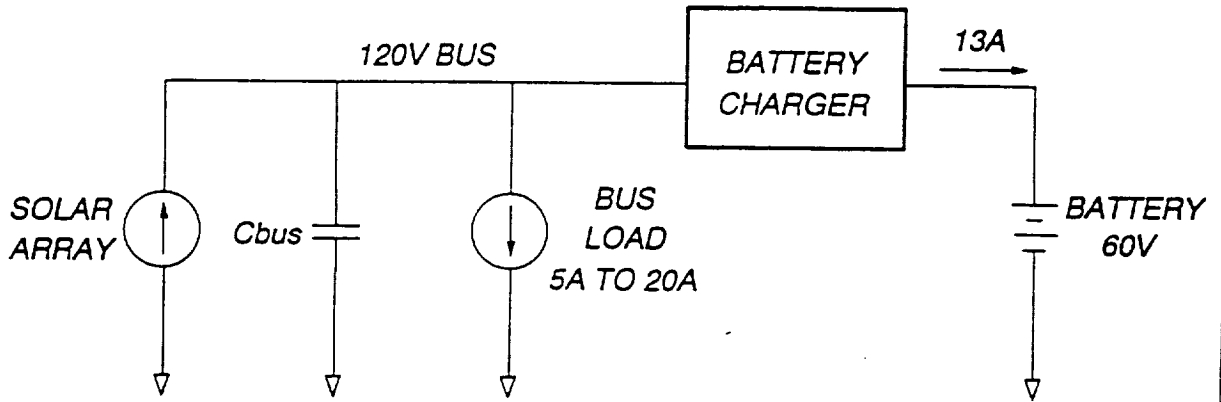 120V BUS
BATTERY
CHARGER
13A
SOLAR
ARRAY
Cbus
BUS
LOAD
5A TO 20A
BATTERY
60V